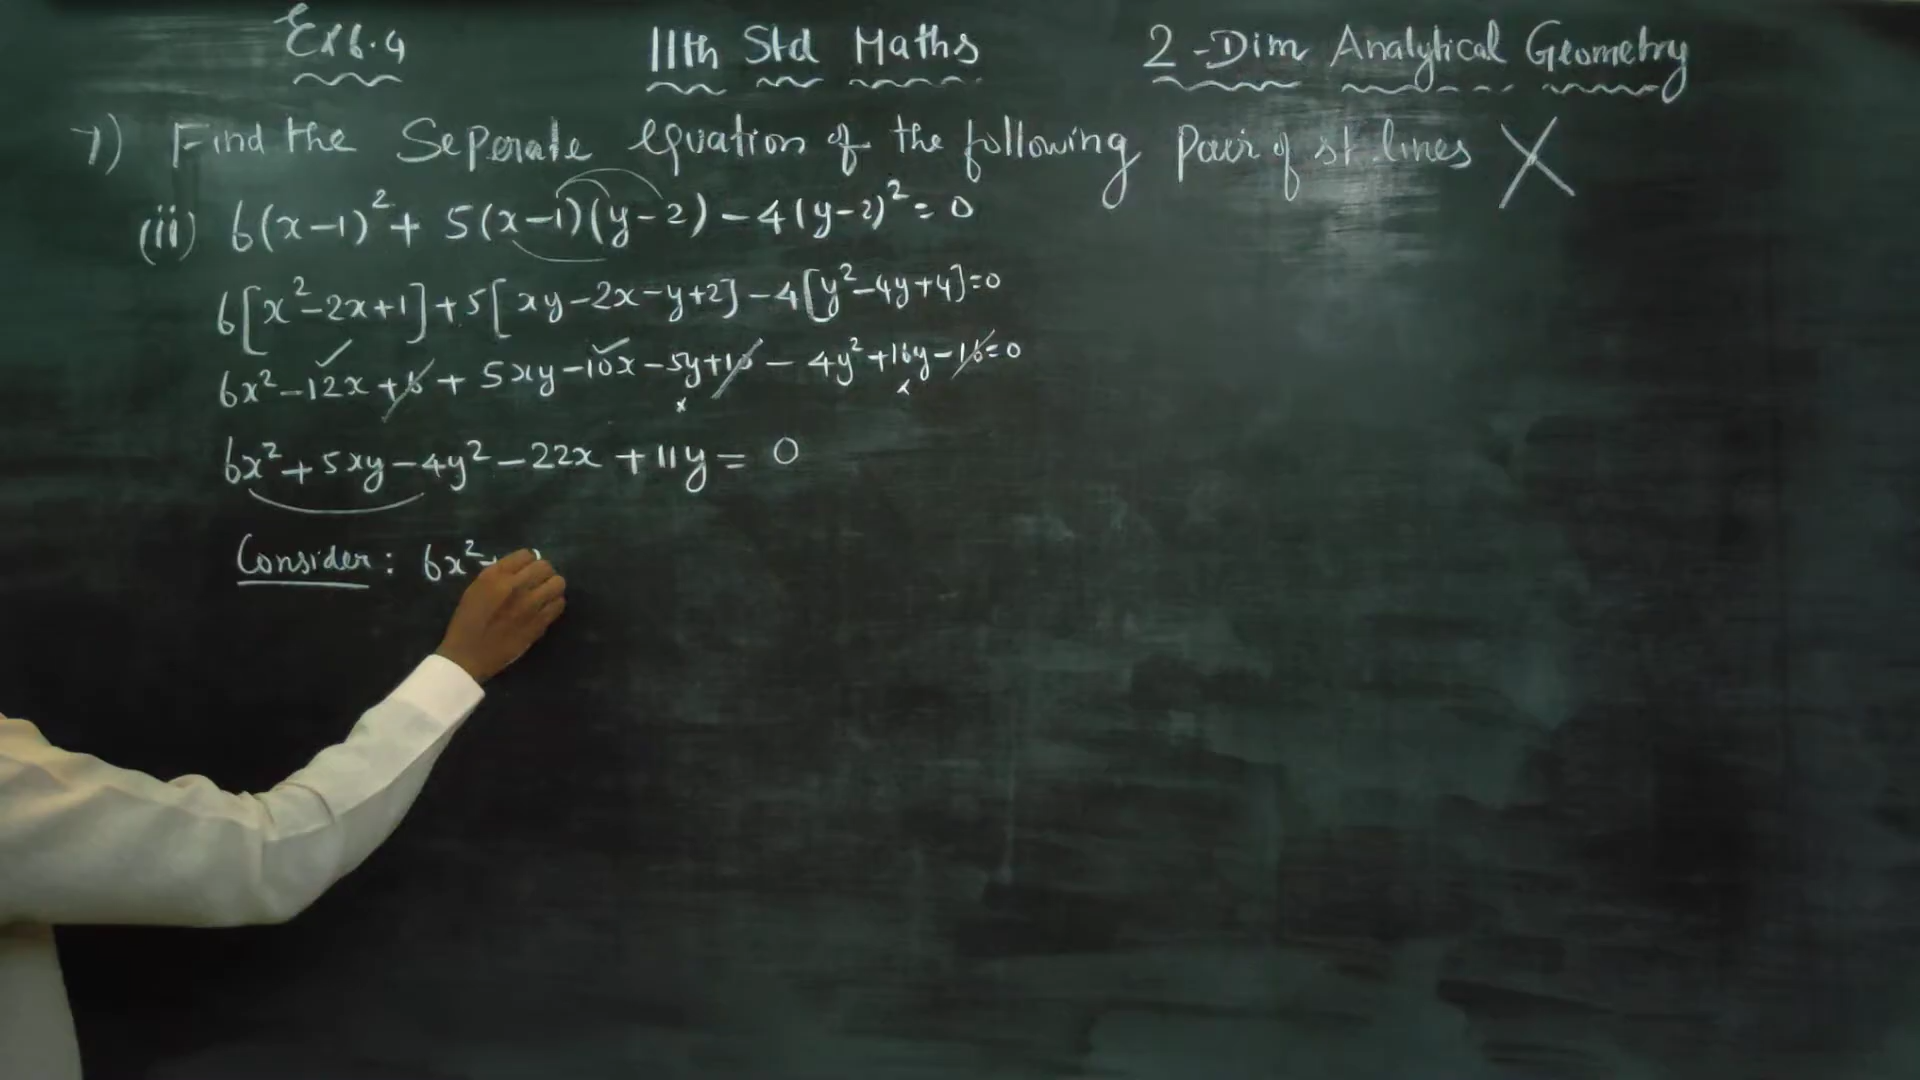 Ex 6.4 11th Std Maths 2-Dim Analytical Geometry
7) Find the Seperate equation of the following Pair of st. lines X
(ii) 6(x-1)² + 5(x-1)(y-2) - 4(y-2)² = 0
6[x²-2x+1] + 5[xy-2x-y+2] - 4[y²-4y+4] = 0
6x² - 12x + 6 + 5xy - 10x - 5y + 10 - 4y² + 16y - 16 = 0
6x² + 5xy - 4y² - 22x + 11y = 0
Consider : 6x² +